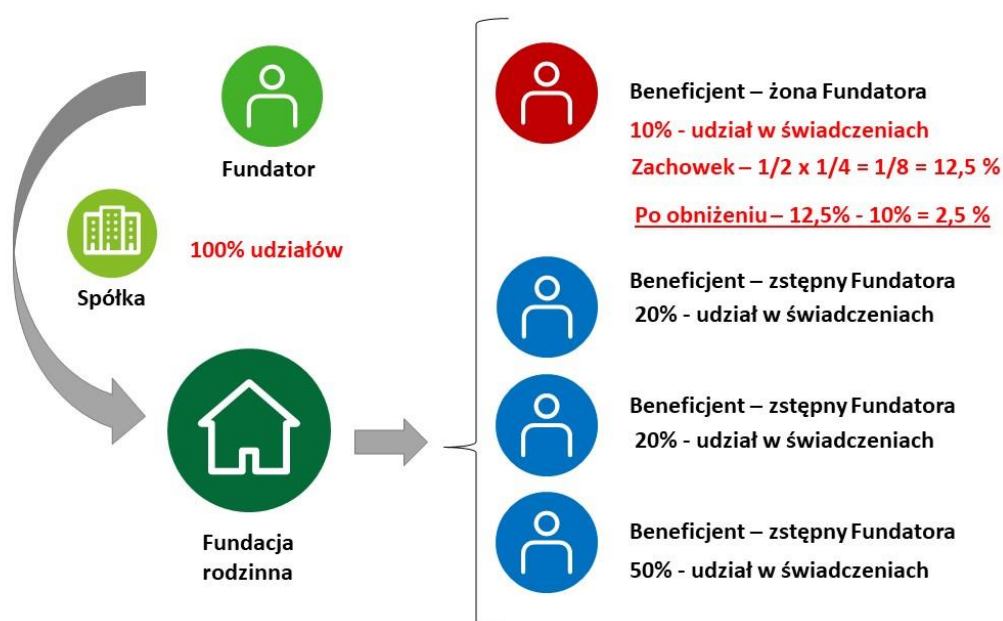 Fundator
100% udziałów
Spółka
Fundacja
rodzinna
Beneficjent – żona Fundatora
10% - udział w świadczeniach
Zachowek – 1/2 x 1/4 = 1/8 = 12,5 %
Po obniżeniu – 12,5% - 10% = 2,5 %
Beneficjent – zstępny Fundatora
20% - udział w świadczeniach
Beneficjent – zstępny Fundatora
20% - udział w świadczeniach
Beneficjent – zstępny Fundatora
50% - udział w świadczeniach